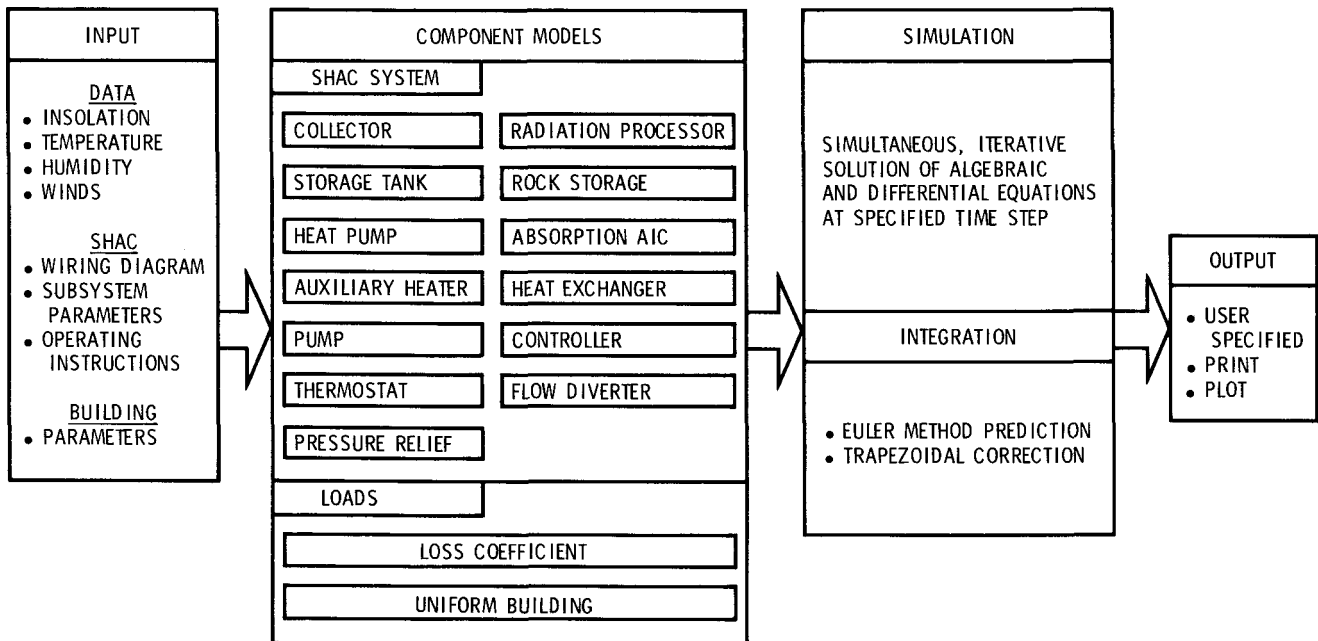 INPUT
DATA
• INSOLATION
• TEMPERATURE
• HUMIDITY
• WINDS
SHAC
• WIRING DIAGRAM
• SUBSYSTEM
PARAMETERS
• OPERATING
INSTRUCTIONS
BUILDING
• PARAMETERS
COMPONENT MODELS
SHAC SYSTEM
COLLECTOR
RADIATION PROCESSOR
STORAGE TANK
ROCK STORAGE
HEAT PUMP
ABSORPTION AIC
AUXILIARY HEATER
HEAT EXCHANGER
PUMP
CONTROLLER
THERMOSTAT
FLOW DIVERTER
PRESSURE RELIEF
LOADS
LOSS COEFFICIENT
UNIFORM BUILDING
SIMULATION
SIMULTANEOUS, ITERATIVE
SOLUTION OF ALGEBRAIC
AND DIFFERENTIAL EQUATIONS
AT SPECIFIED TIME STEP
INTEGRATION
• EULER METHOD PREDICTION
• TRAPEZOIDAL CORRECTION
OUTPUT
• USER
SPECIFIED
• PRINT
• PLOT